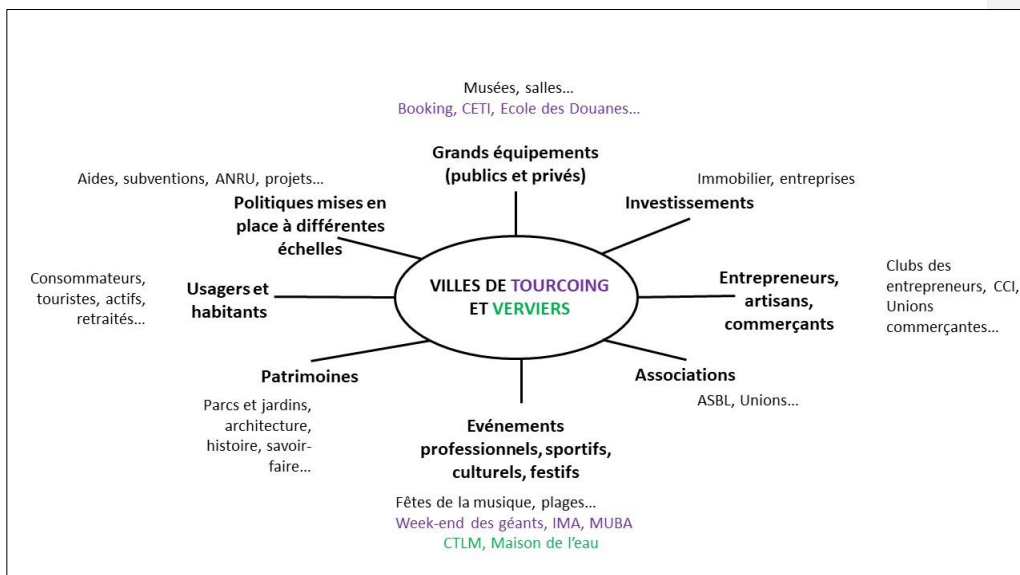 Musées, salles...
Booking, CETI, Ecole des Douanes...
Grands équipements
(publics et privés)
Aides, subventions, ANRU, projets...
Politiques mises en
place à différentes
échelles
Immobilier, entreprises
Investissements
Consommateurs,
touristes, actifs,
retraités...
Usagers et
habitants
VILLES DE TOURCOING
ET VERVIERS
Entrepreneurs,
artisans,
commerçants
Clubs des
entrepreneurs, CCI,
Unions
commerçantes...
Patrimoines
Parcs et jardins,
architecture,
histoire, savoir-
faire...
Associations
ASBL, Unions...
Evénements
professionnels, sportifs,
culturels, festifs
Fêtes de la musique, plages...
Week-end des géants, IMA, MUBA
CTLM, Maison de l'eau